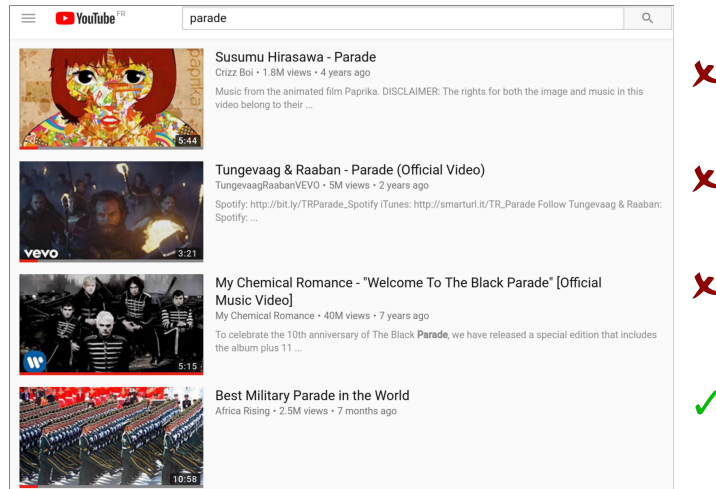 YouTube FR
parade
paprika
5:44
Susumu Hirasawa - Parade
Crizz Boi • 1.8M views • 4 years ago
Music from the animated film Paprika. DISCLAIMER: The rights for both the image and music in this
video belong to their ...
vevo
3:21
Tungevaag & Raaban - Parade (Official Video)
TungevaagRaabanVEVO • 5M views • 2 years ago
Spotify: http://bit.ly/TRParade_Spotify iTunes: http://smarturl.it/TR_Parade Follow Tungevaag & Raaban:
Spotify: ...
5:15
My Chemical Romance - "Welcome To The Black Parade" [Official
Music Video]
My Chemical Romance • 40M views • 7 years ago
To celebrate the 10th anniversary of The Black Parade, we have released a special edition that includes
the album plus 11 ...
10:58
Best Military Parade in the World
Africa Rising • 2.5M views • 7 months ago